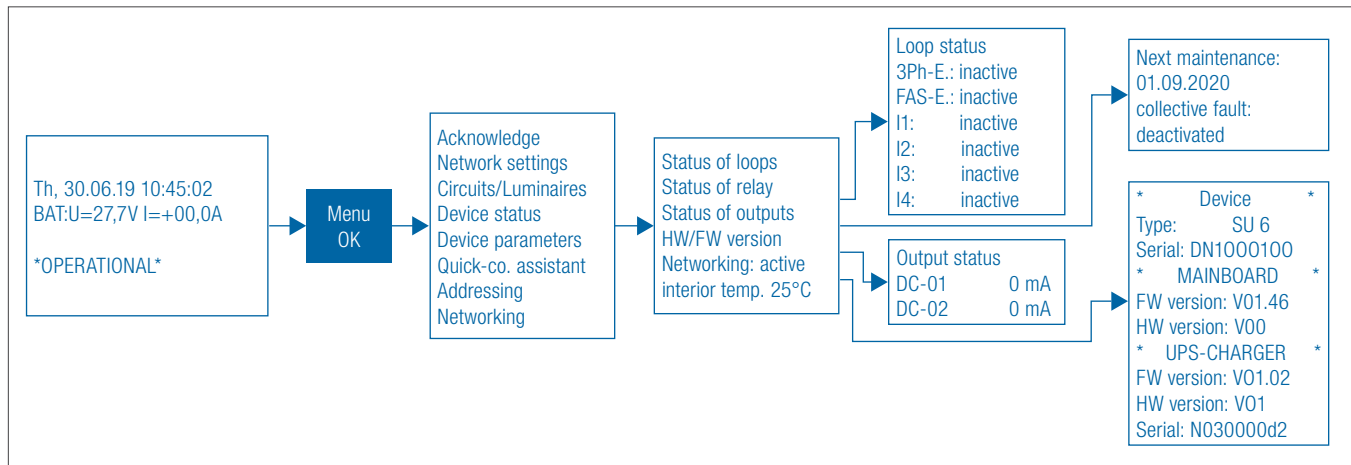 Th, 30.06.19 10:45:02
BAT:U=27,7V I=+00,0A
*OPERATIONAL*
Menu
OK
Acknowledge
Network settings
Circuits/Luminaires
Device status
Device parameters
Quick-co. assistant
Addressing
Networking
Status of loops
Status of relay
Status of outputs
HW/FW version
Networking: active
interior temp. 25°C
Loop status
3Ph-E.: inactive
FAS-E.: inactive
I1: inactive
I2: inactive
I3: inactive
I4: inactive
Output status
DC-01 0 mA
DC-02 0 mA
Next maintenance:
01.09.2020
collective fault:
deactivated
* Device *
Type: SU 6
Serial: DN1OOO1OO
* MAINBOARD *
FW version: V01.46
HW version: V00
* UPS-CHARGER *
FW version: VO1.02
HW version: VO1
Serial: N030000d2